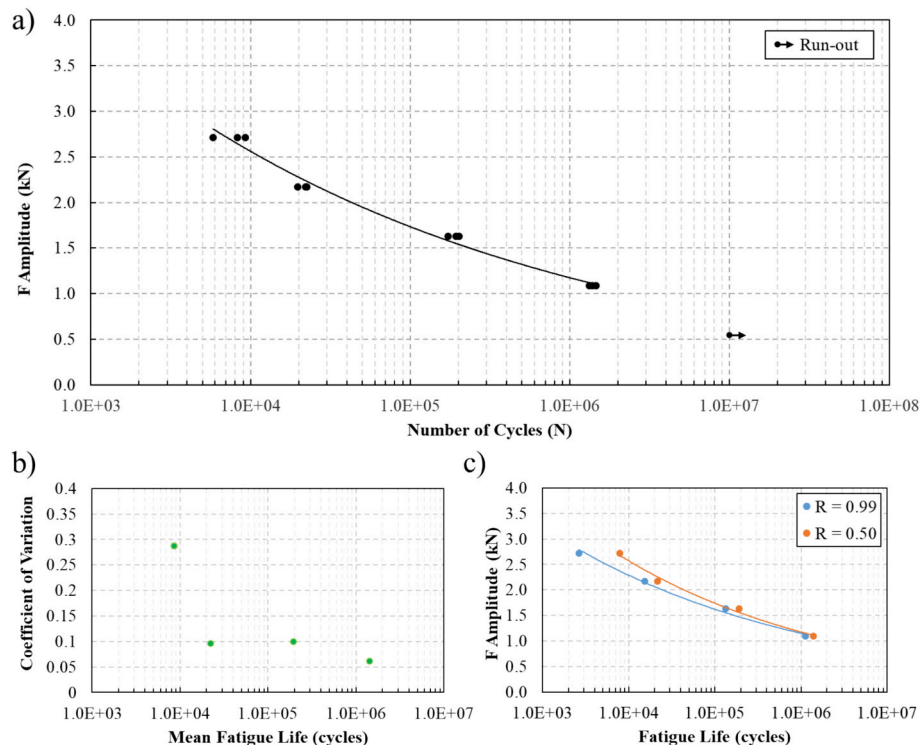 a)
4.0
3.5
3.0
2.5
2.0
1.5
1.0
0.5
0.0
F Amplitude (kN)
Run-out
1.0E+03 1.0E+04 1.0E+05 1.0E+06 1.0E+07 1.0E+08
Number of Cycles (N)
b)
0.4
0.35
0.3
0.25
0.2
0.15
0.1
0.05
0
Coefficient of Variation
1.0E+03 1.0E+04 1.0E+05 1.0E+06 1.0E+07
Mean Fatigue Life (cycles)
c)
4.0
3.5
3.0
2.5
2.0
1.5
1.0
0.5
0.0
F Amplitude (kN)
R = 0.99
R = 0.50
1.0E+03 1.0E+04 1.0E+05 1.0E+06 1.0E+07
Fatigue Life (cycles)